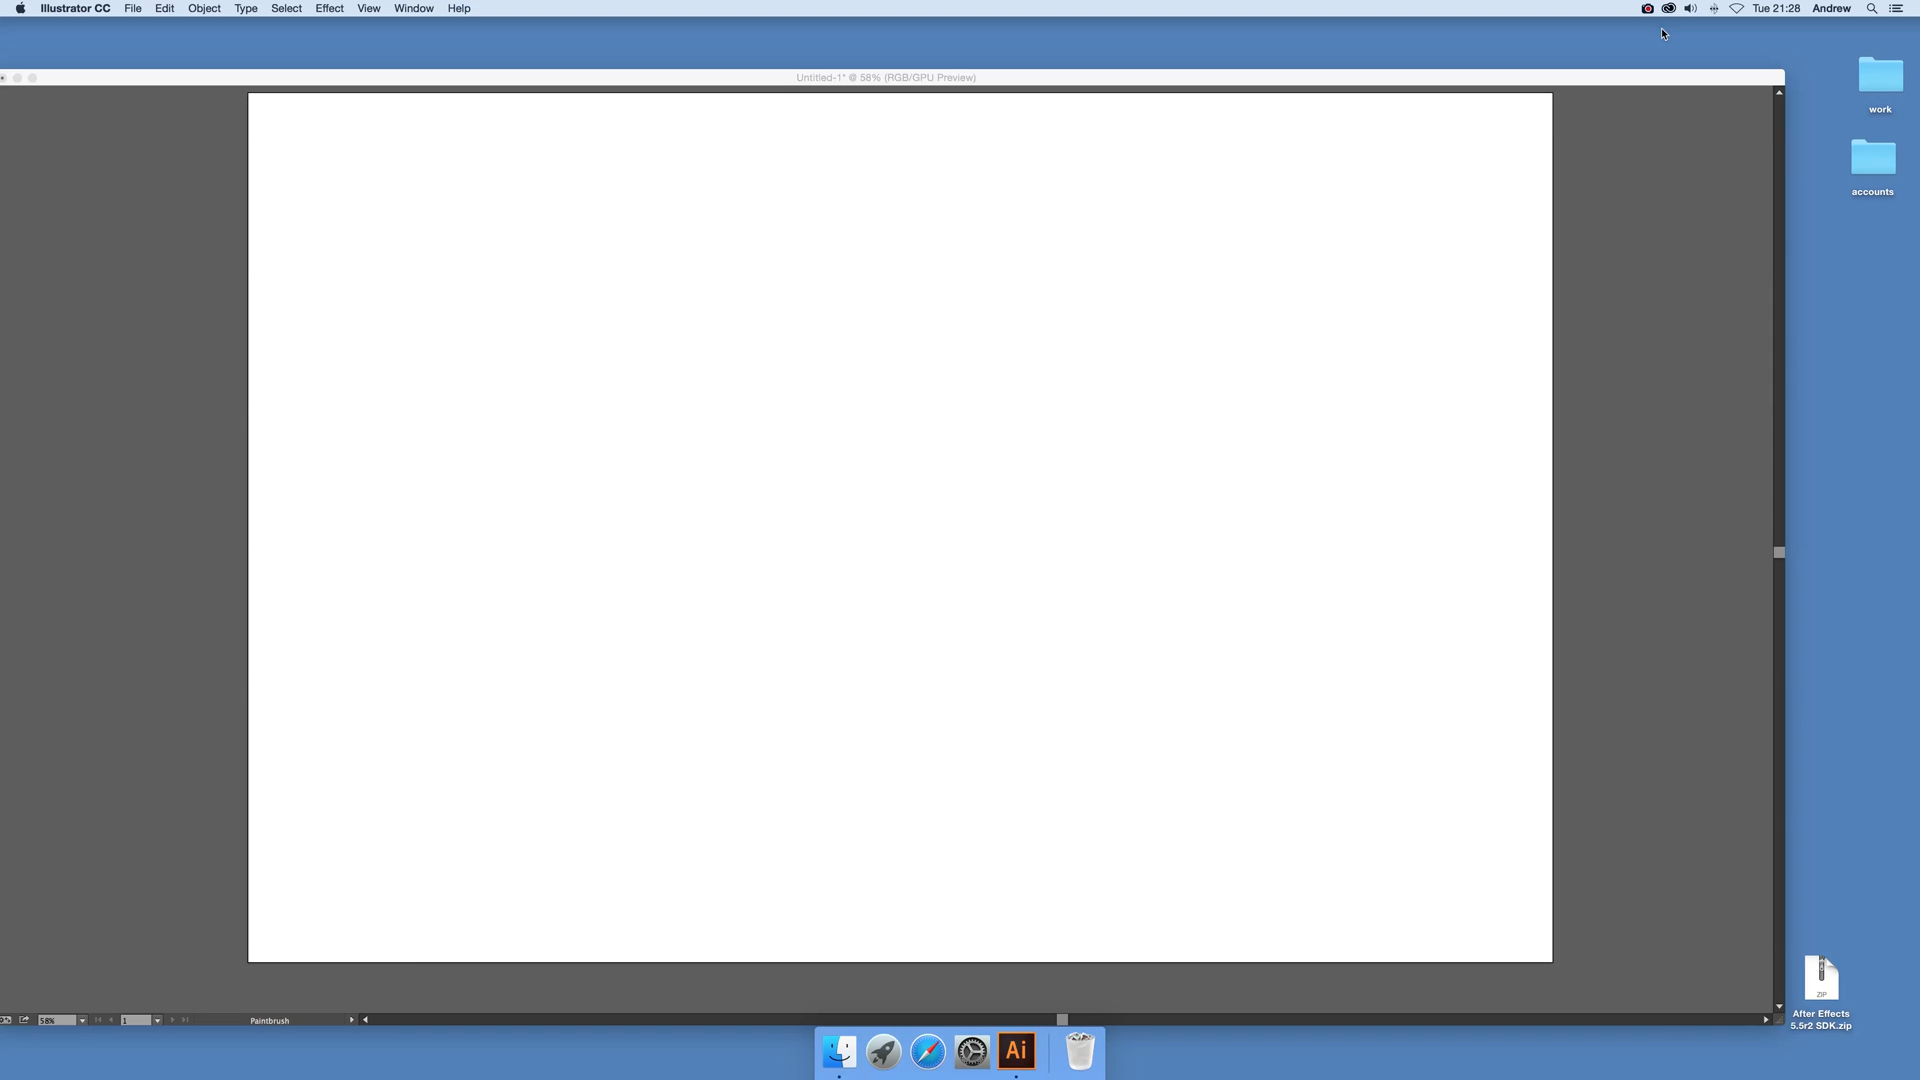 Illustrator CC File Edit Object Type Select Effect View Window Help Tue 21:28 Andrew
Untitled-1* @ 58% (RGB/GPU Preview)
work
accounts
ZIP
After Effects
5.5r2 SDK.zip
58% 1 Paintbrush
Ai